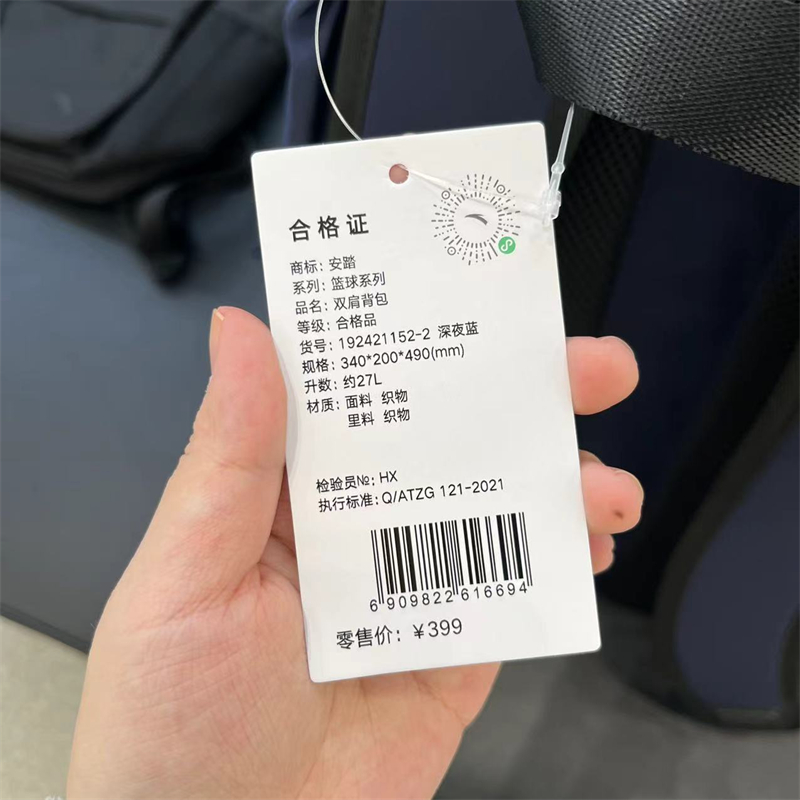 合格证
商标：安踏
系列：篮球系列
品名：双肩背包
等级：合格品
货号：192421152-2 深夜蓝
规格：340*200*490(mm)
升数：约27L
材质：面料 织物
里料 织物
检验员№：HX
执行标准：Q/ATZG 121-2021
6 909822 616694
零售价：￥399